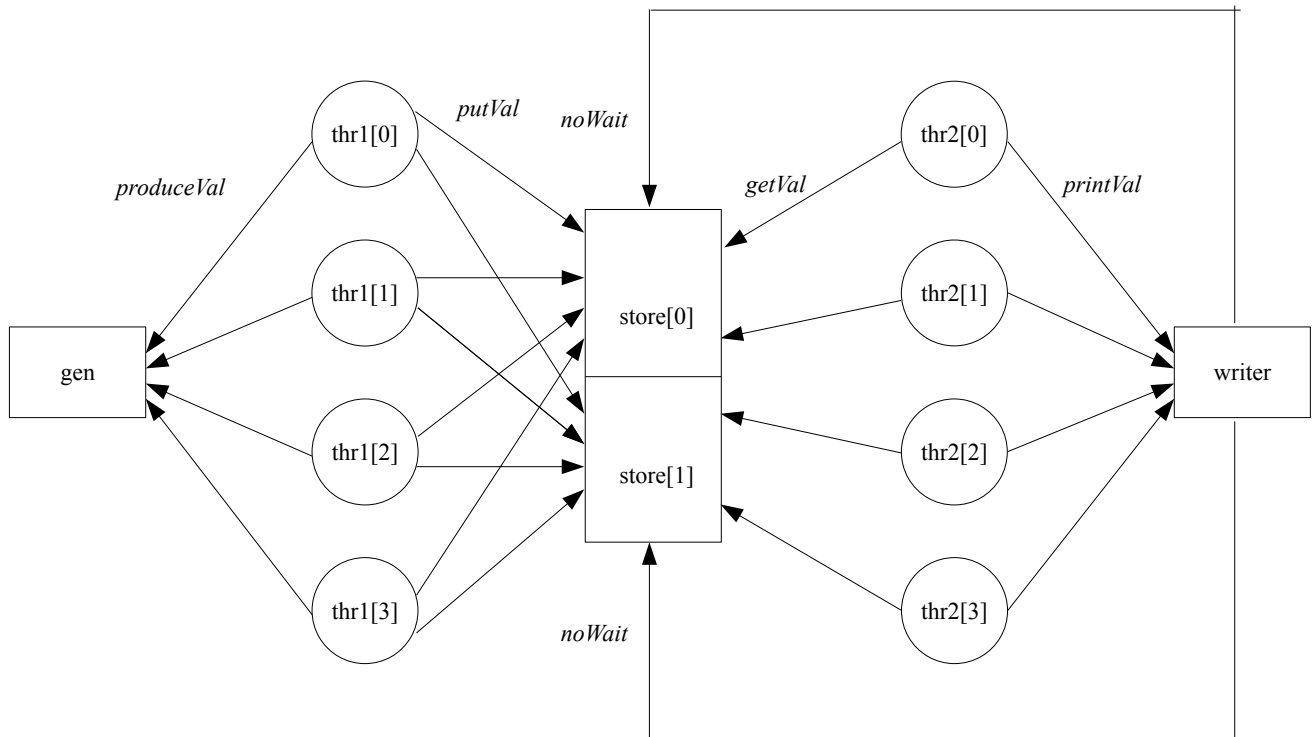 putVal
noWait
thr1[0]
thr2[0]
produceVal
getVal
printVal
thr1[1]
thr2[1]
store[0]
gen
writer
thr1[2]
thr2[2]
store[1]
thr1[3]
thr2[3]
noWait